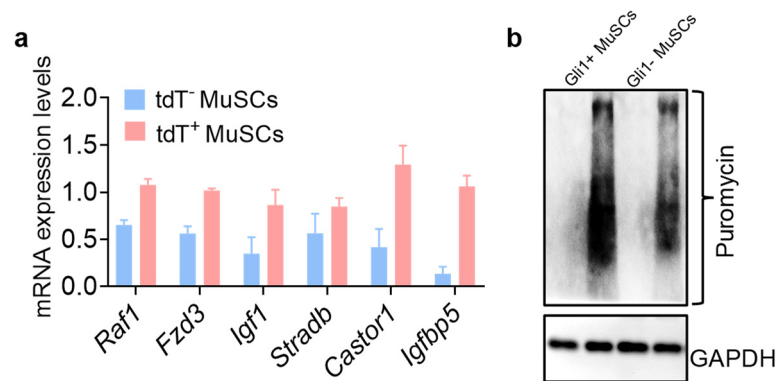 a
mRNA expression levels
2.0
1.5
1.0
0.5
0.0
tdT- MuSCs
tdT+ MuSCs
Raf1
Fzd3
Igf1
Stradb
Castor1
Igfbp5
b
Gli1+ MuSCs
Gli1- MuSCs
Puromycin
GAPDH